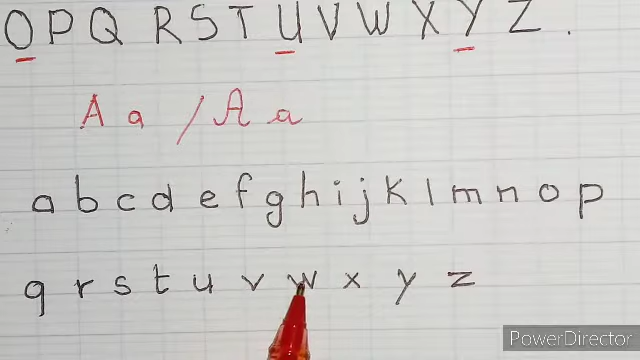 O P Q R S T U V W X Y Z .
A a / A a
a b c d e f g h i j k l m n o p
q r s t u v w x y z
PowerDirector